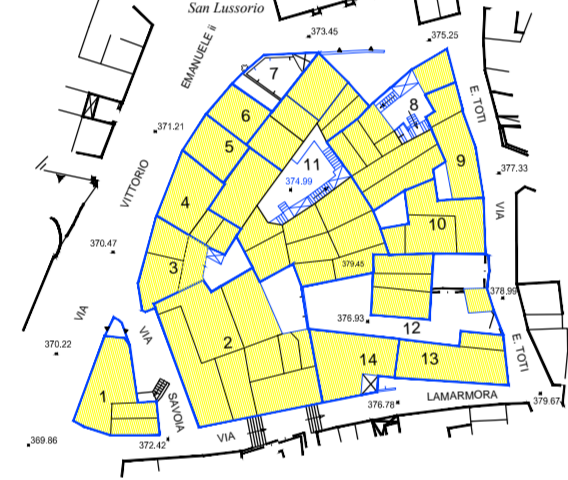 San Lussorio
373.45
375.25
EMANUELE ii
7
8
E. TOTI
6
371.21
5
11
9
377.33
374.99
VITTORIO
4
VIA
10
370.47
3
379.45
378.99
376.93
12
VIA
VIA
2
E. TOTI
370.22
14
13
1
SAVOIA
LAMARMORA
376.78
379.67
VIA
369.86
372.42